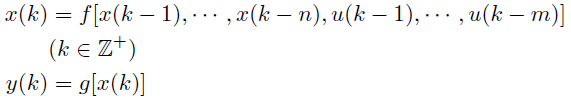 x(k) = f[x(k − 1), ⋯ , x(k − n), u(k − 1), ⋯ , u(k − m)]
(k ∈ ℤ⁺)
y(k) = g[x(k)]